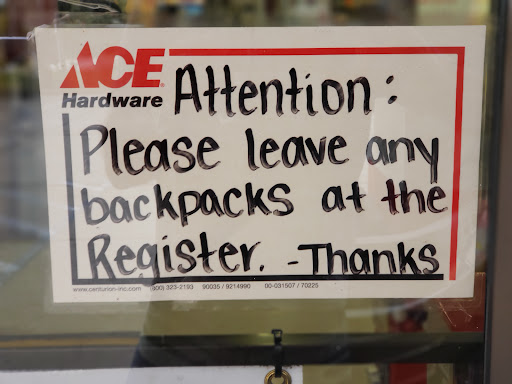 ACE
Hardware Attention:
Please leave any
backpacks at the
Register. -Thanks
www.centurion-inc.com (800) 323-2193 90035 / 9214990 00-031507 / 70225